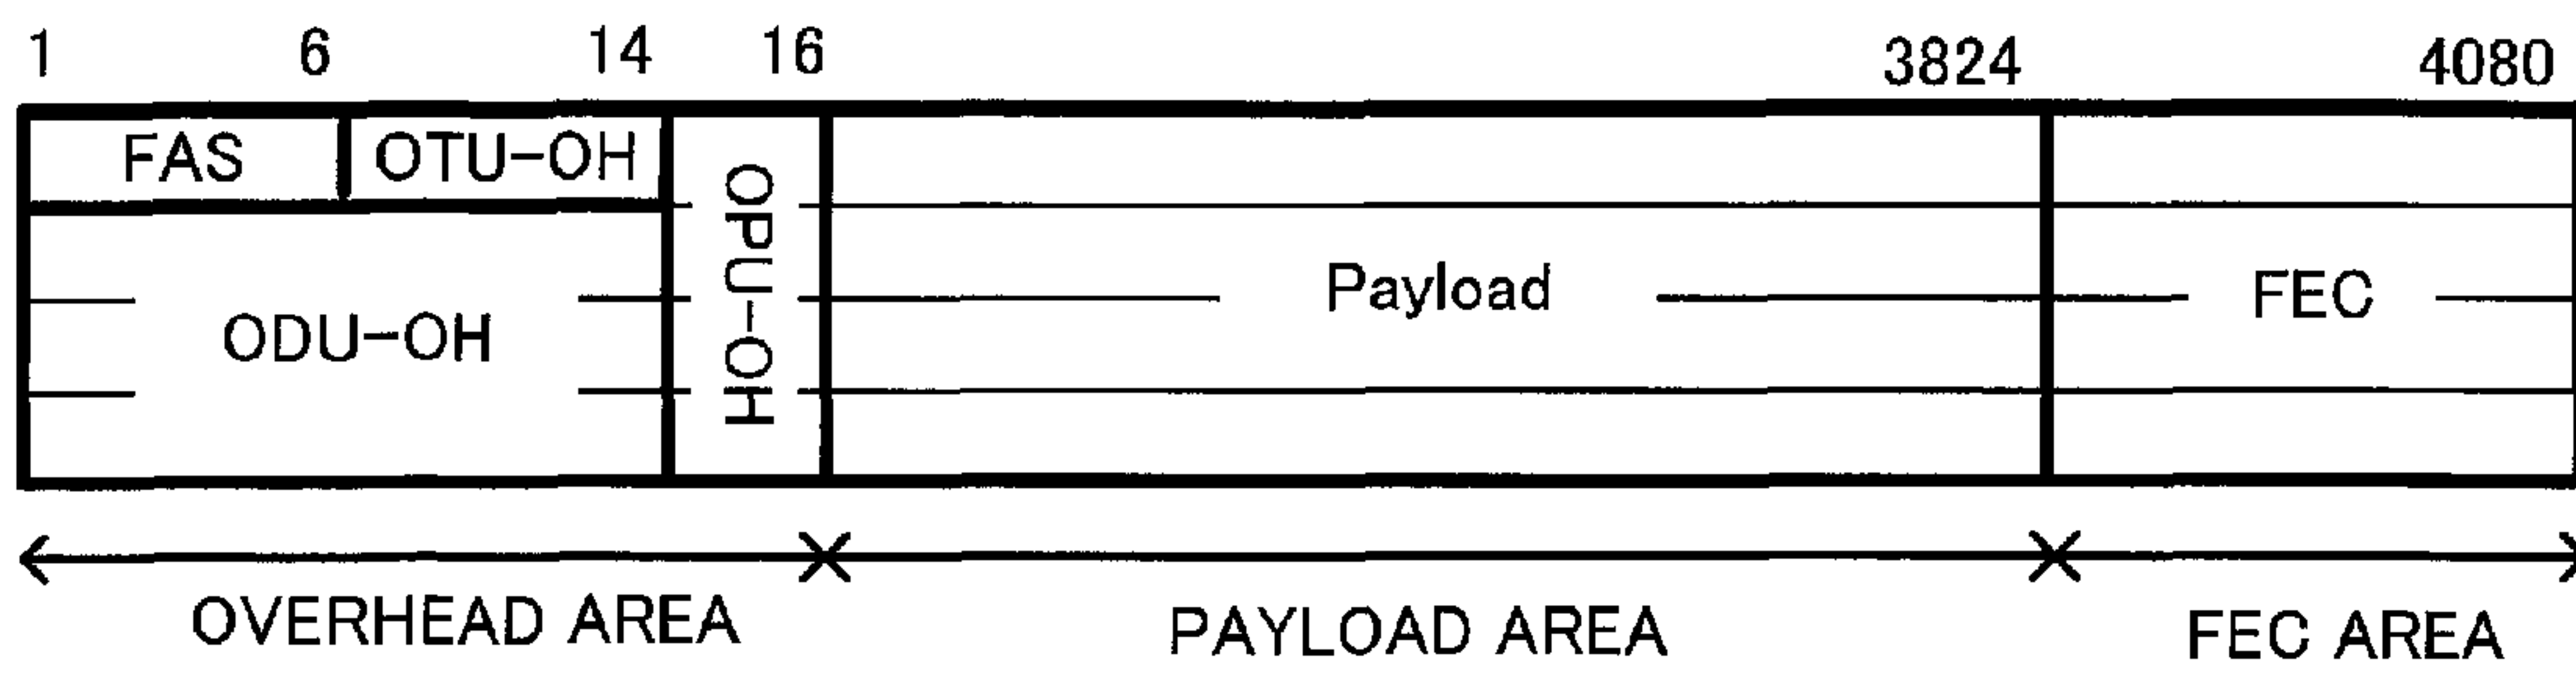 1 6 14 16 3824 4080
FAS OTU-OH
OPU-OH
Payload
FEC
ODU-OH
OVERHEAD AREA PAYLOAD AREA FEC AREA